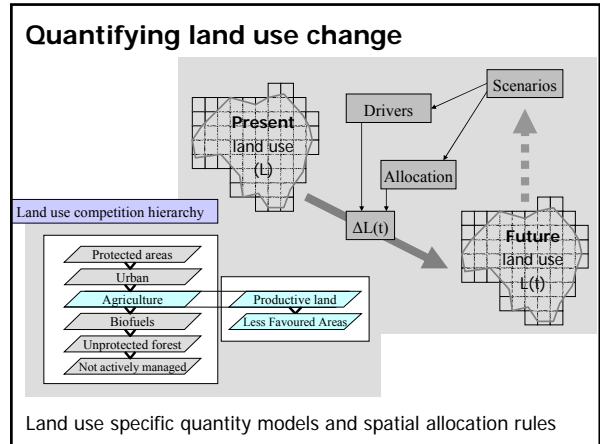 Quantifying land use change
Scenarios
Drivers
Present
land use
(L)
Allocation
Land use competition hierarchy
ΔL(t)
Future
land use
L(t)
Protected areas
Urban
Agriculture
Productive land
Biofuels
Less Favoured Areas
Unprotected forest
Not actively managed
Land use specific quantity models and spatial allocation rules